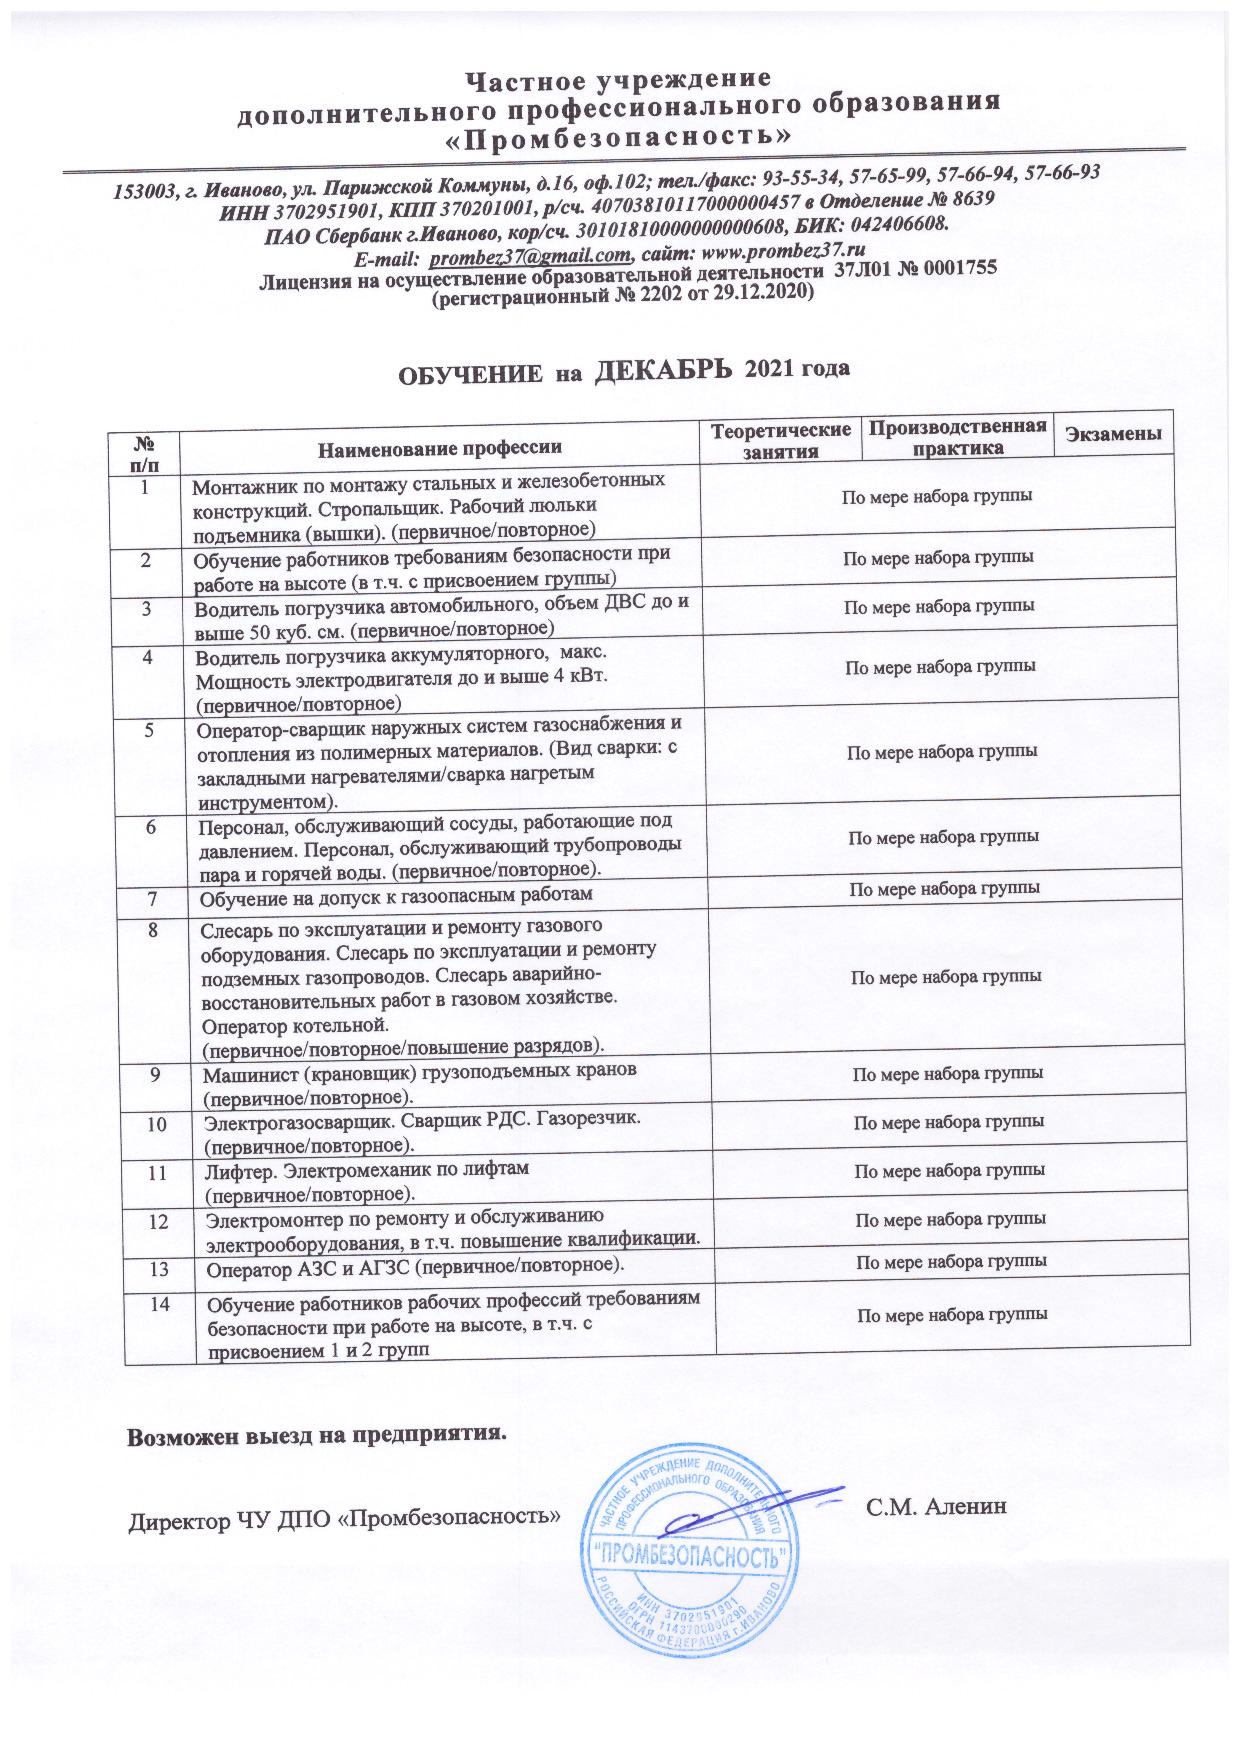 Частное учреждение
дополнительного профессионального образования
«Промбезопасность»
153003, г. Иваново, ул. Парижской Коммуны, д.16, оф.102; тел./факс: 93-55-34, 57-65-99, 57-66-94, 57-66-93
ИНН 3702951901, КПП 370201001, р/сч. 40703810117000000457 в Отделение № 8639
ПАО Сбербанк г.Иваново, кор/сч. 30101810000000000608, БИК: 042406608.
E-mail: prombez37@gmail.com, сайт: www.prombez37.ru
Лицензия на осуществление образовательной деятельности 37Л01 № 0001755
(регистрационный № 2202 от 29.12.2020)
ОБУЧЕНИЕ на ДЕКАБРЬ 2021 года
№ п/п
Наименование профессии
Теоретические занятия
Производственная практика
Экзамены
1
Монтажник по монтажу стальных и железобетонных
конструкций. Стропальщик. Рабочий люльки
подъемника (вышки). (первичное/повторное)
По мере набора группы
2
Обучение работников требованиям безопасности при
работе на высоте (в т.ч. с присвоением группы)
По мере набора группы
3
Водитель погрузчика автомобильного, объем ДВС до и
выше 50 куб. см. (первичное/повторное)
По мере набора группы
4
Водитель погрузчика аккумуляторного, макс.
Мощность электродвигателя до и выше 4 кВт.
(первичное/повторное)
По мере набора группы
5
Оператор-сварщик наружных систем газоснабжения и
отопления из полимерных материалов. (Вид сварки: с
закладными нагревателями/сварка нагретым
инструментом).
По мере набора группы
6
Персонал, обслуживающий сосуды, работающие под
давлением. Персонал, обслуживающий трубопроводы
пара и горячей воды. (первичное/повторное).
По мере набора группы
7
Обучение на допуск к газоопасным работам
По мере набора группы
8
Слесарь по эксплуатации и ремонту газового
оборудования. Слесарь по эксплуатации и ремонту
подземных газопроводов. Слесарь аварийно-
восстановительных работ в газовом хозяйстве.
Оператор котельной.
(первичное/повторное/повышение разрядов).
По мере набора группы
9
Машинист (крановщик) грузоподъемных кранов
(первичное/повторное).
По мере набора группы
10
Электрогазосварщик. Сварщик РДС. Газорезчик.
(первичное/повторное).
По мере набора группы
11
Лифтер. Электромеханик по лифтам
(первичное/повторное).
По мере набора группы
12
Электромонтер по ремонту и обслуживанию
электрооборудования, в т.ч. повышение квалификации.
По мере набора группы
13
Оператор АЗС и АГЗС (первичное/повторное).
По мере набора группы
14
Обучение работников рабочих профессий требованиям
безопасности при работе на высоте, в т.ч. с
присвоением 1 и 2 групп
По мере набора группы
Возможен выезд на предприятия.
Директор ЧУ ДПО «Промбезопасность»
С.М. Аленин
ЧАСТНОЕ УЧРЕЖДЕНИЕ ДОПОЛНИТЕЛЬНОГО
ПРОФЕССИОНАЛЬНОГО ОБРАЗОВАНИЯ
"ПРОМБЕЗОПАСНОСТЬ"
ИНН 3702951901
ОГРН 1143700000290
РОССИЙСКАЯ ФЕДЕРАЦИЯ г.ИВАНОВО